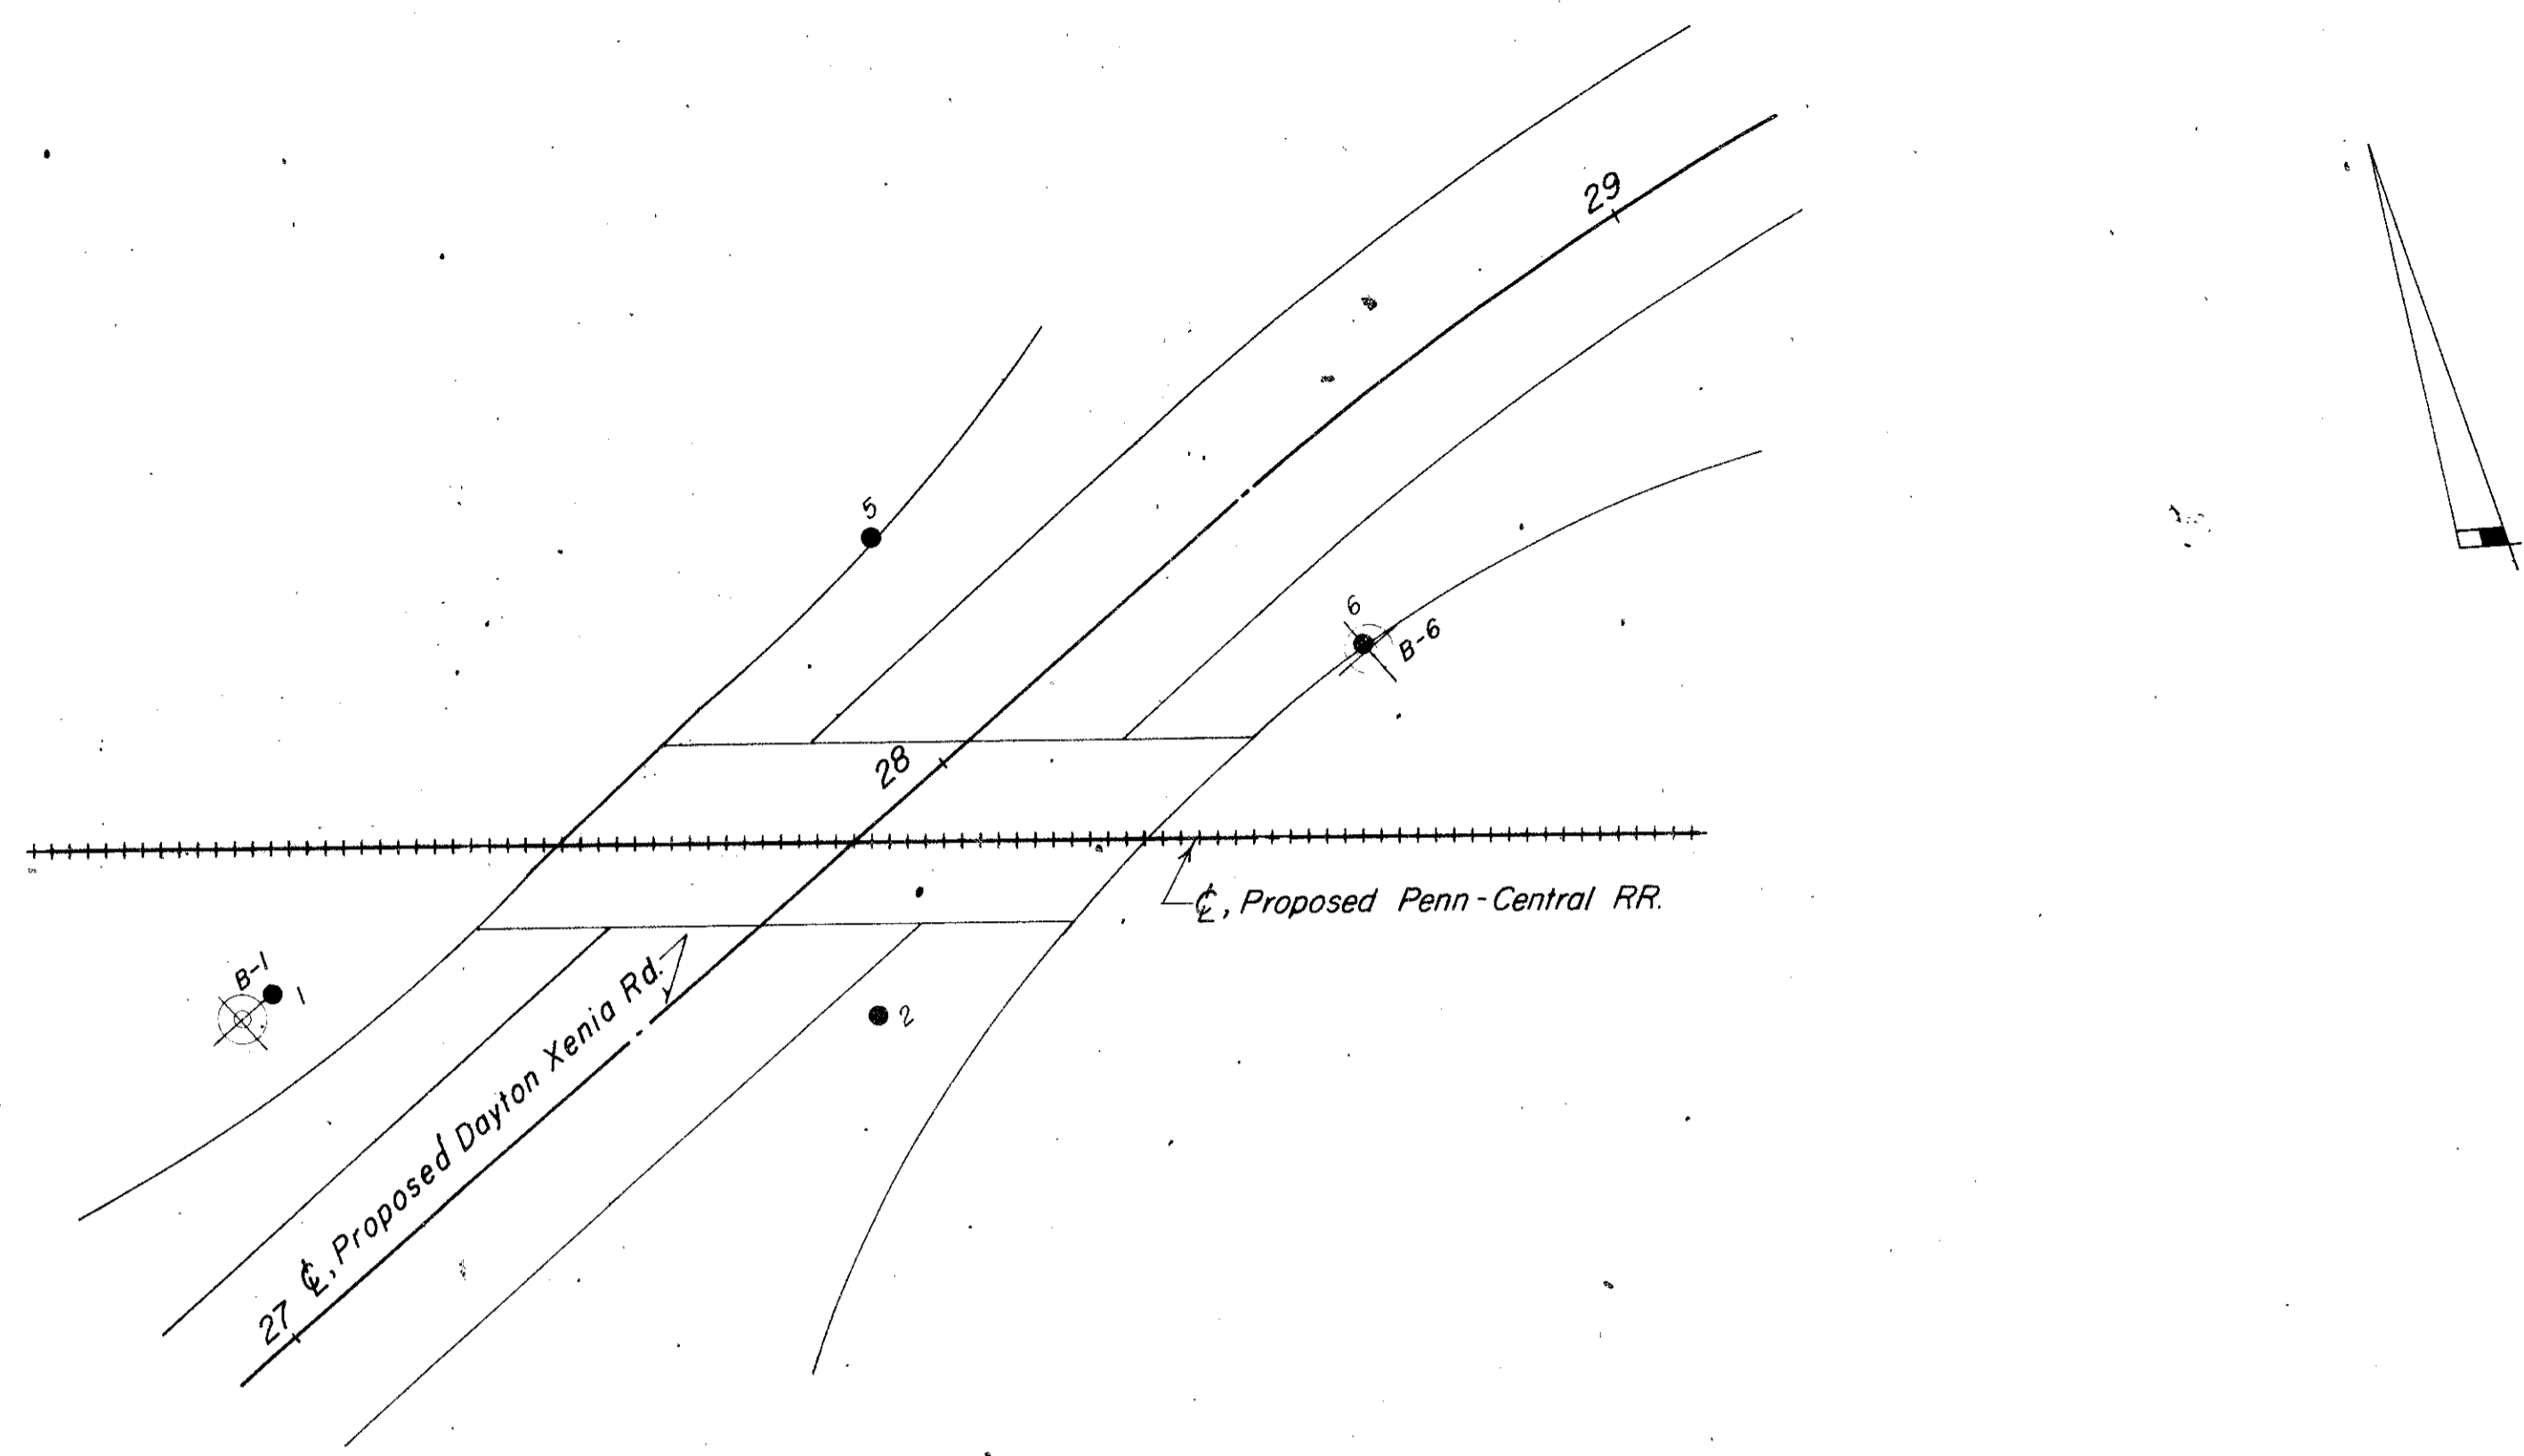 29
5
6
B-6
28
℄, Proposed Penn-Central RR.
B-1
1
2
℄, Proposed Dayton Xenia Rd.
27